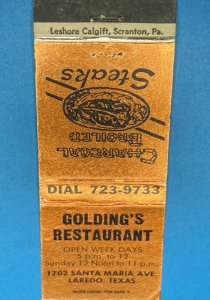 Leshore Calgift, Scranton, Pa.
CHARCOAL
BROILED
Steaks
DIAL 723-9733
GOLDING'S
RESTAURANT
OPEN WEEK DAYS
5 p.m. to 12
Sunday 12 Noon to 11 p.m.
1702 SANTA MARIA AVE.
LAREDO, TEXAS